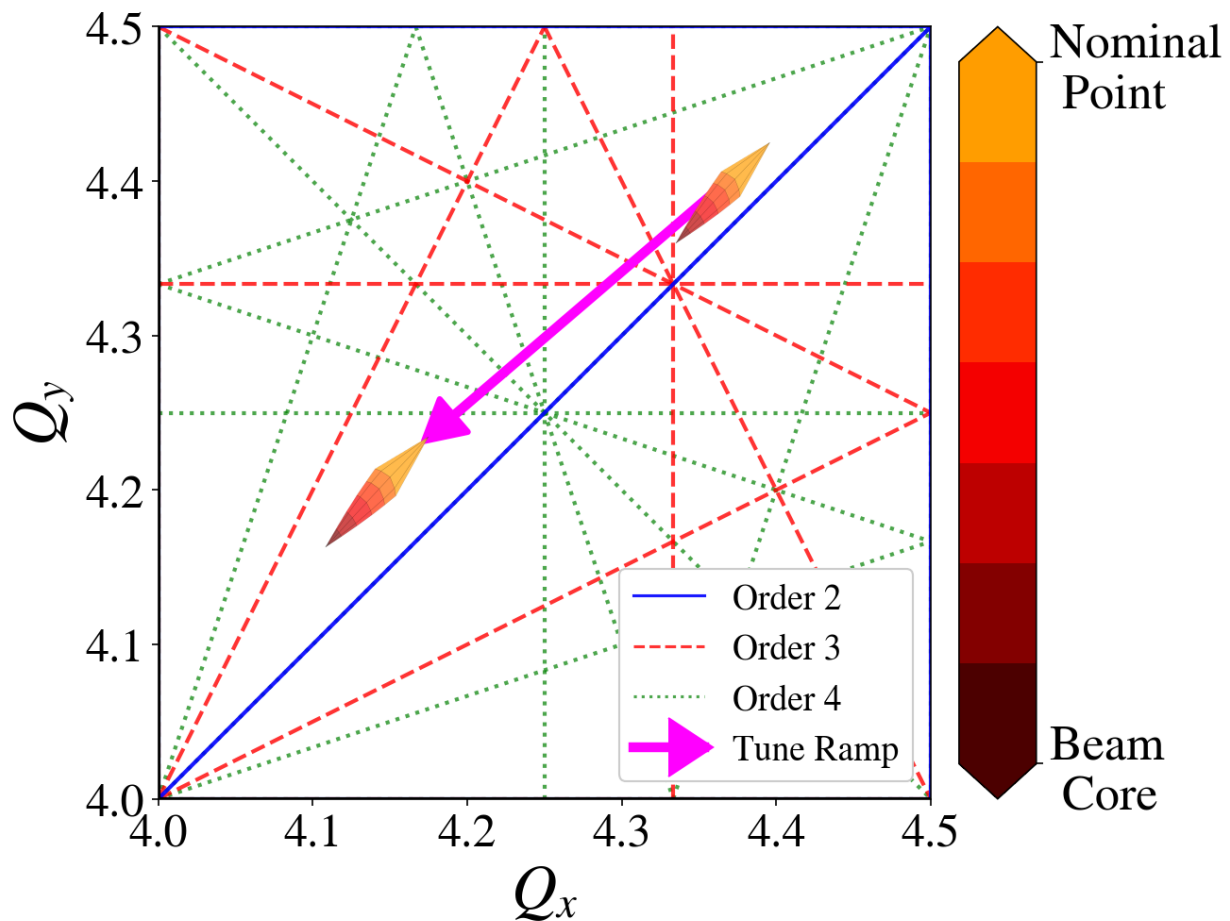 4.5
4.4
4.3
4.2
4.1
4.0
Q_y
4.0 4.1 4.2 4.3 4.4 4.5
Q_x
Order 2
Order 3
Order 4
Tune Ramp
Nominal
Point
Beam
Core